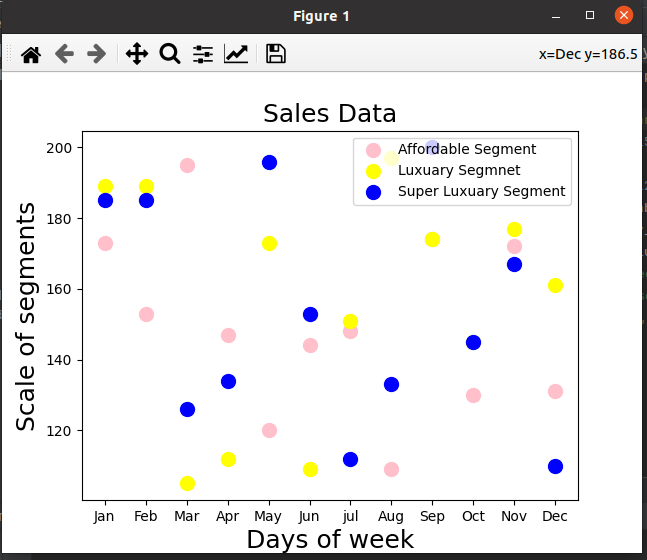 Figure 1
x=Dec y=186.5
Sales Data
Affordable Segment
Luxuary Segmnet
Super Luxuary Segment
Scale of segments
200
180
160
140
120
Jan Feb Mar Apr May Jun jul Aug Sep Oct Nov Dec
Days of week